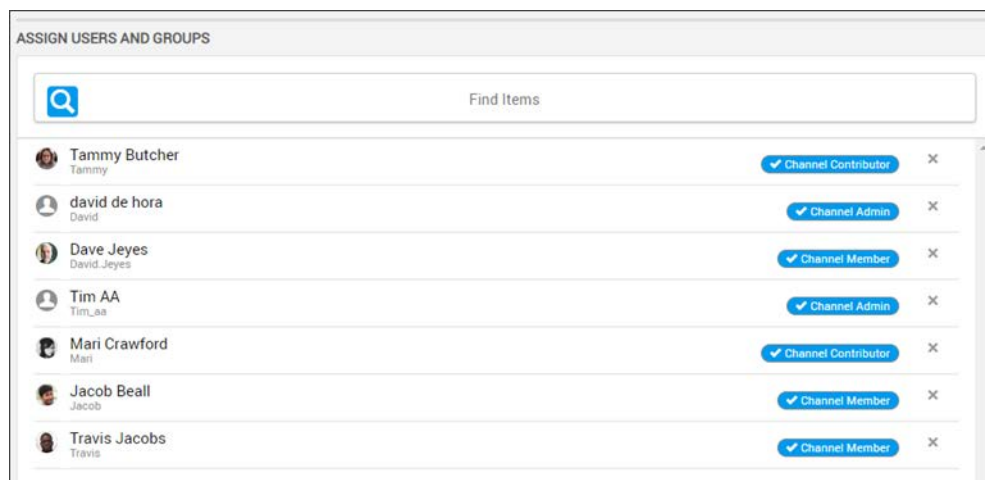 ASSIGN USERS AND GROUPS
Find Items
Tammy Butcher
Tammy
Channel Contributor
david de hora
David
Channel Admin
Dave Jeyes
David.Jeyes
Channel Member
Tim AA
Tim_aa
Channel Admin
Mari Crawford
Mari
Channel Contributor
Jacob Beall
Jacob
Channel Member
Travis Jacobs
Travis
Channel Member